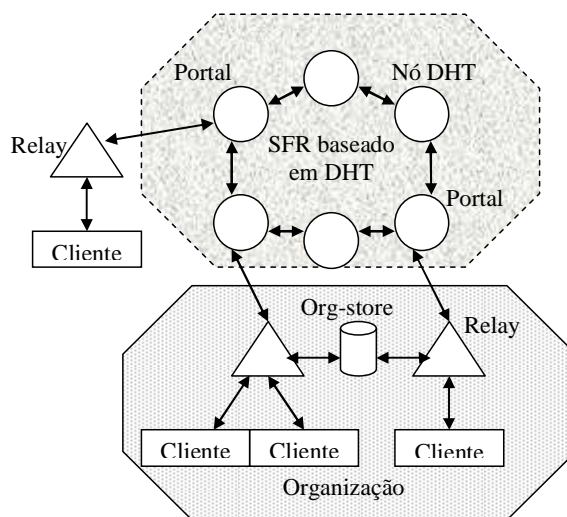 Portal
Nó DHT
Relay
SFR baseado
em DHT
Portal
Cliente
Org-store
Relay
Cliente
Cliente
Cliente
Organização